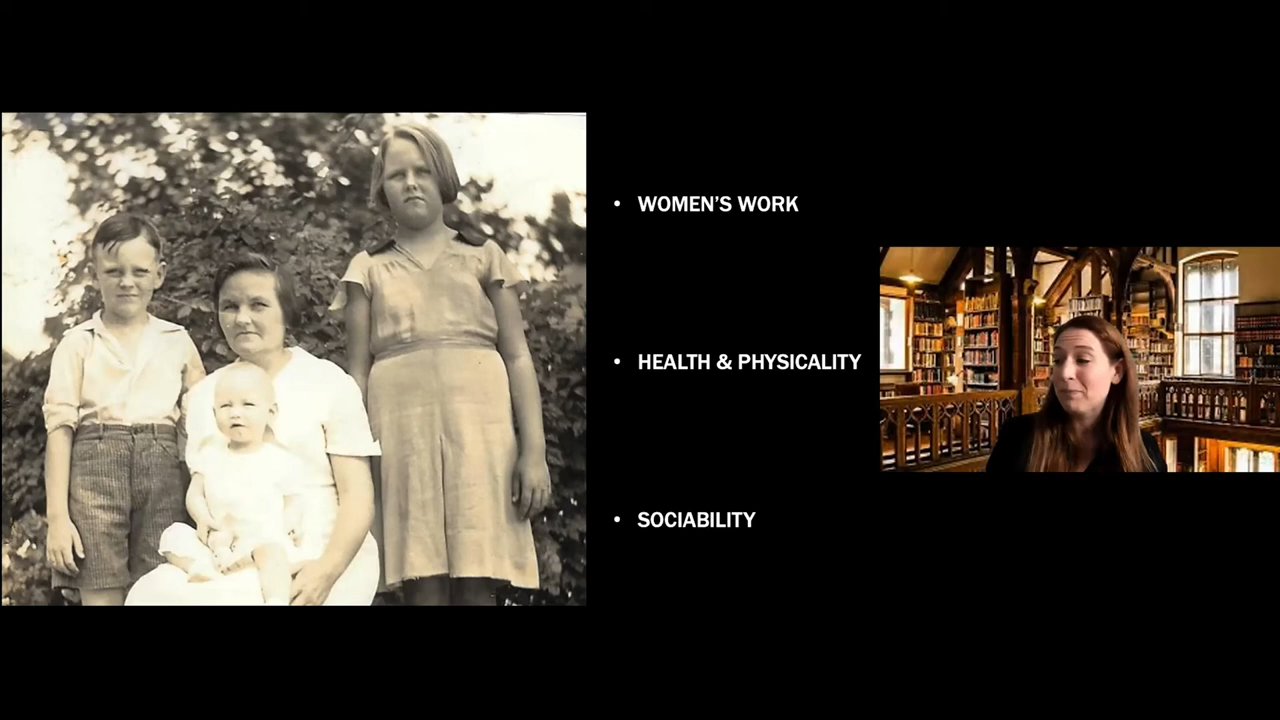 • WOMEN'S WORK
• HEALTH & PHYSICALITY
• SOCIABILITY